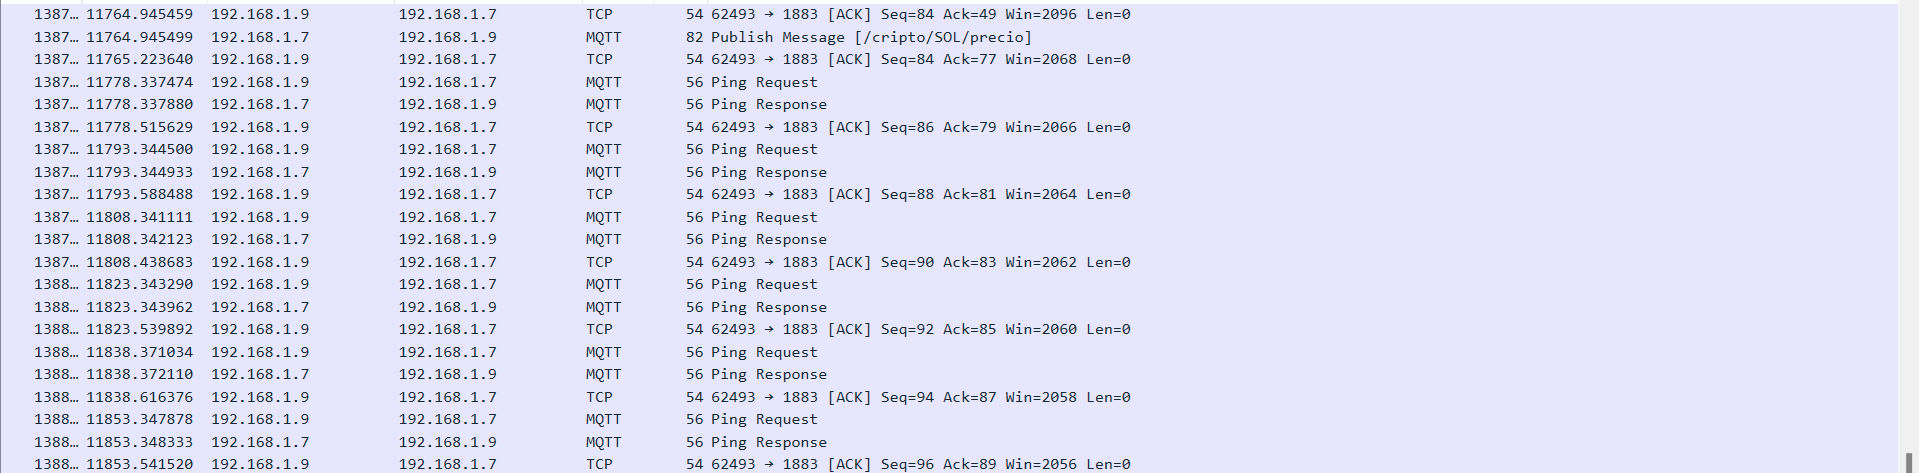 1387… 11764.945459 192.168.1.9 192.168.1.7 TCP 54 62493 → 1883 [ACK] Seq=84 Ack=49 Win=2096 Len=0
1387… 11764.945499 192.168.1.7 192.168.1.9 MQTT 82 Publish Message [/cripto/SOL/precio]
1387… 11765.223640 192.168.1.9 192.168.1.7 TCP 54 62493 → 1883 [ACK] Seq=84 Ack=77 Win=2068 Len=0
1387… 11778.337474 192.168.1.9 192.168.1.7 MQTT 56 Ping Request
1387… 11778.337880 192.168.1.7 192.168.1.9 MQTT 56 Ping Response
1387… 11778.515629 192.168.1.9 192.168.1.7 TCP 54 62493 → 1883 [ACK] Seq=86 Ack=79 Win=2066 Len=0
1387… 11793.344500 192.168.1.9 192.168.1.7 MQTT 56 Ping Request
1387… 11793.344933 192.168.1.7 192.168.1.9 MQTT 56 Ping Response
1387… 11793.588488 192.168.1.9 192.168.1.7 TCP 54 62493 → 1883 [ACK] Seq=88 Ack=81 Win=2064 Len=0
1387… 11808.341111 192.168.1.9 192.168.1.7 MQTT 56 Ping Request
1387… 11808.342123 192.168.1.7 192.168.1.9 MQTT 56 Ping Response
1387… 11808.438683 192.168.1.9 192.168.1.7 TCP 54 62493 → 1883 [ACK] Seq=90 Ack=83 Win=2062 Len=0
1388… 11823.343290 192.168.1.9 192.168.1.7 MQTT 56 Ping Request
1388… 11823.343962 192.168.1.7 192.168.1.9 MQTT 56 Ping Response
1388… 11823.539892 192.168.1.9 192.168.1.7 TCP 54 62493 → 1883 [ACK] Seq=92 Ack=85 Win=2060 Len=0
1388… 11838.371034 192.168.1.9 192.168.1.7 MQTT 56 Ping Request
1388… 11838.372110 192.168.1.7 192.168.1.9 MQTT 56 Ping Response
1388… 11838.616376 192.168.1.9 192.168.1.7 TCP 54 62493 → 1883 [ACK] Seq=94 Ack=87 Win=2058 Len=0
1388… 11853.347878 192.168.1.9 192.168.1.7 MQTT 56 Ping Request
1388… 11853.348333 192.168.1.7 192.168.1.9 MQTT 56 Ping Response
1388… 11853.541520 192.168.1.9 192.168.1.7 TCP 54 62493 → 1883 [ACK] Seq=96 Ack=89 Win=2056 Len=0